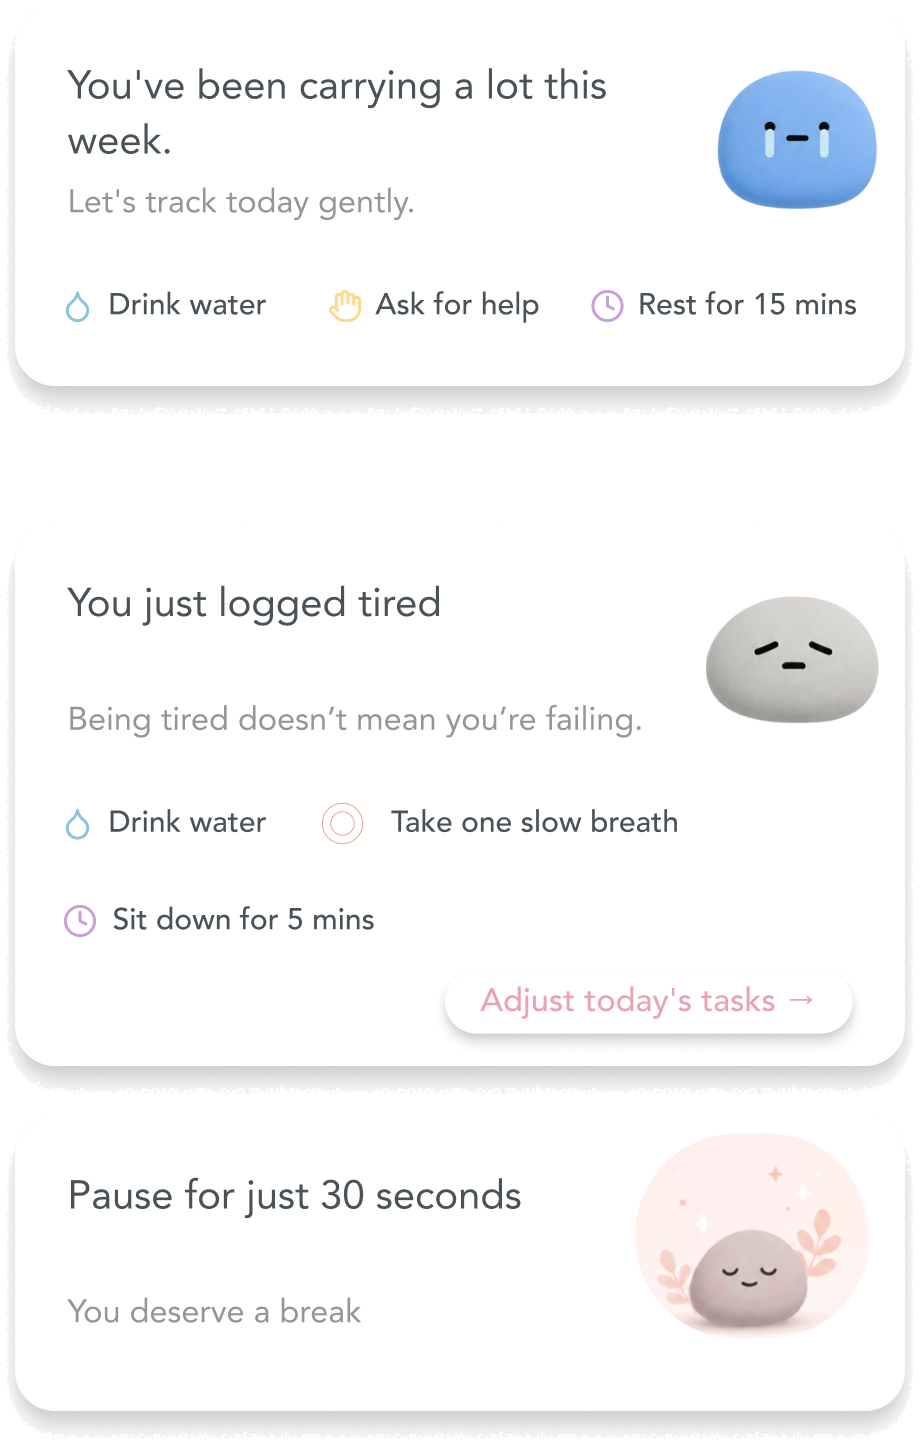 You've been carrying a lot this
week.
Let's track today gently.
Drink water
Ask for help
Rest for 15 mins
You just logged tired
Being tired doesn’t mean you’re failing.
Drink water
Take one slow breath
Sit down for 5 mins
Adjust today's tasks →
Pause for just 30 seconds
You deserve a break